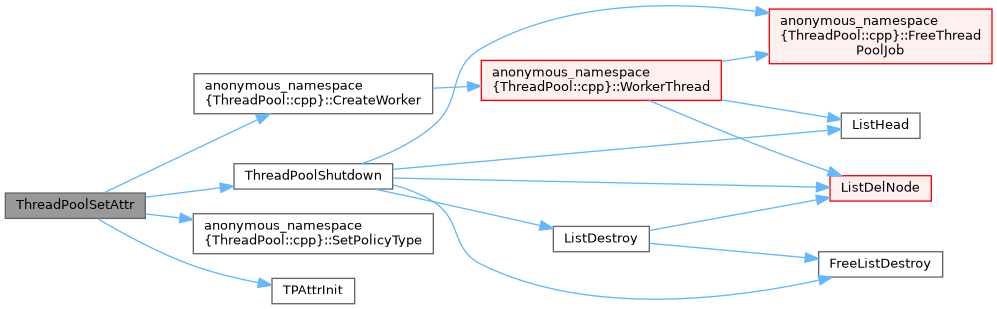 ThreadPoolSetAttr
anonymous_namespace
{ThreadPool::cpp}::CreateWorker
ThreadPoolShutdown
anonymous_namespace
{ThreadPool::cpp}::SetPolicyType
TPAttrInit
anonymous_namespace
{ThreadPool::cpp}::WorkerThread
ListDestroy
anonymous_namespace
{ThreadPool::cpp}::FreeThread
PoolJob
ListHead
ListDelNode
FreeListDestroy